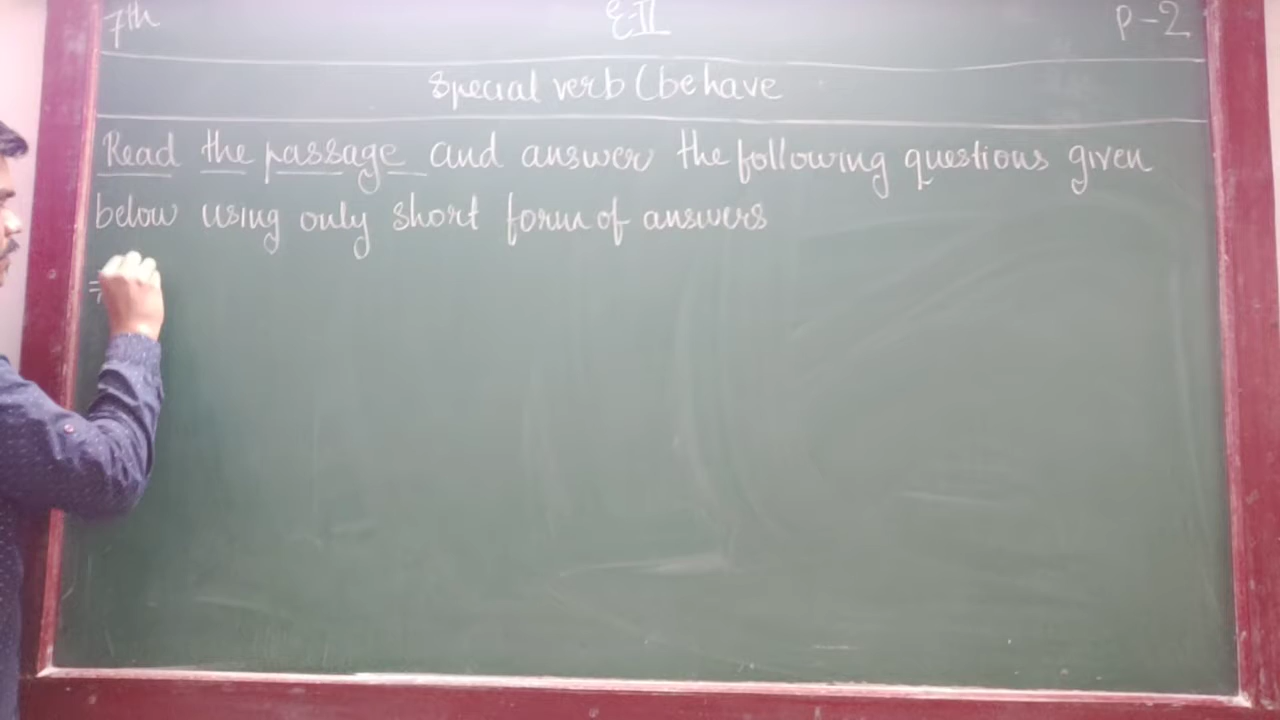 7th E-II P-2
Special verb (be have
Read the passage and answer the following questions given
below using only short form of answers
=